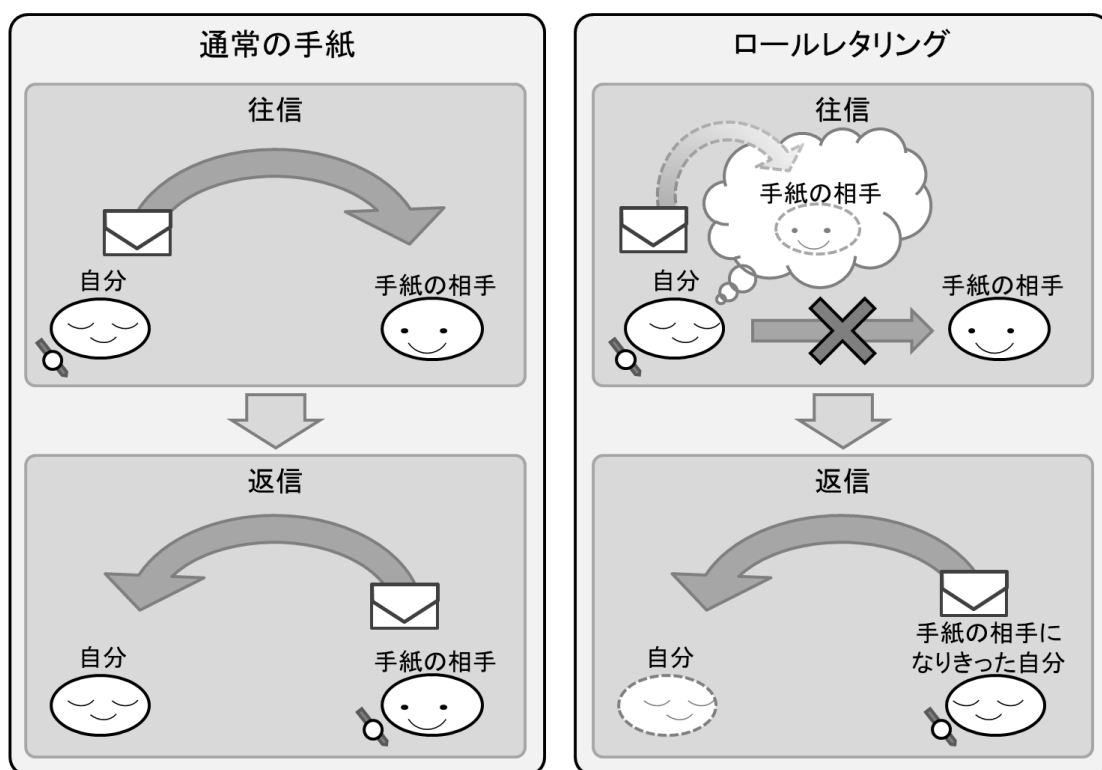 通常の手紙
往信
自分
手紙の相手
返信
自分
手紙の相手
ロールレタリング
往信
手紙の相手
自分
手紙の相手
返信
自分
手紙の相手に
なりきった自分